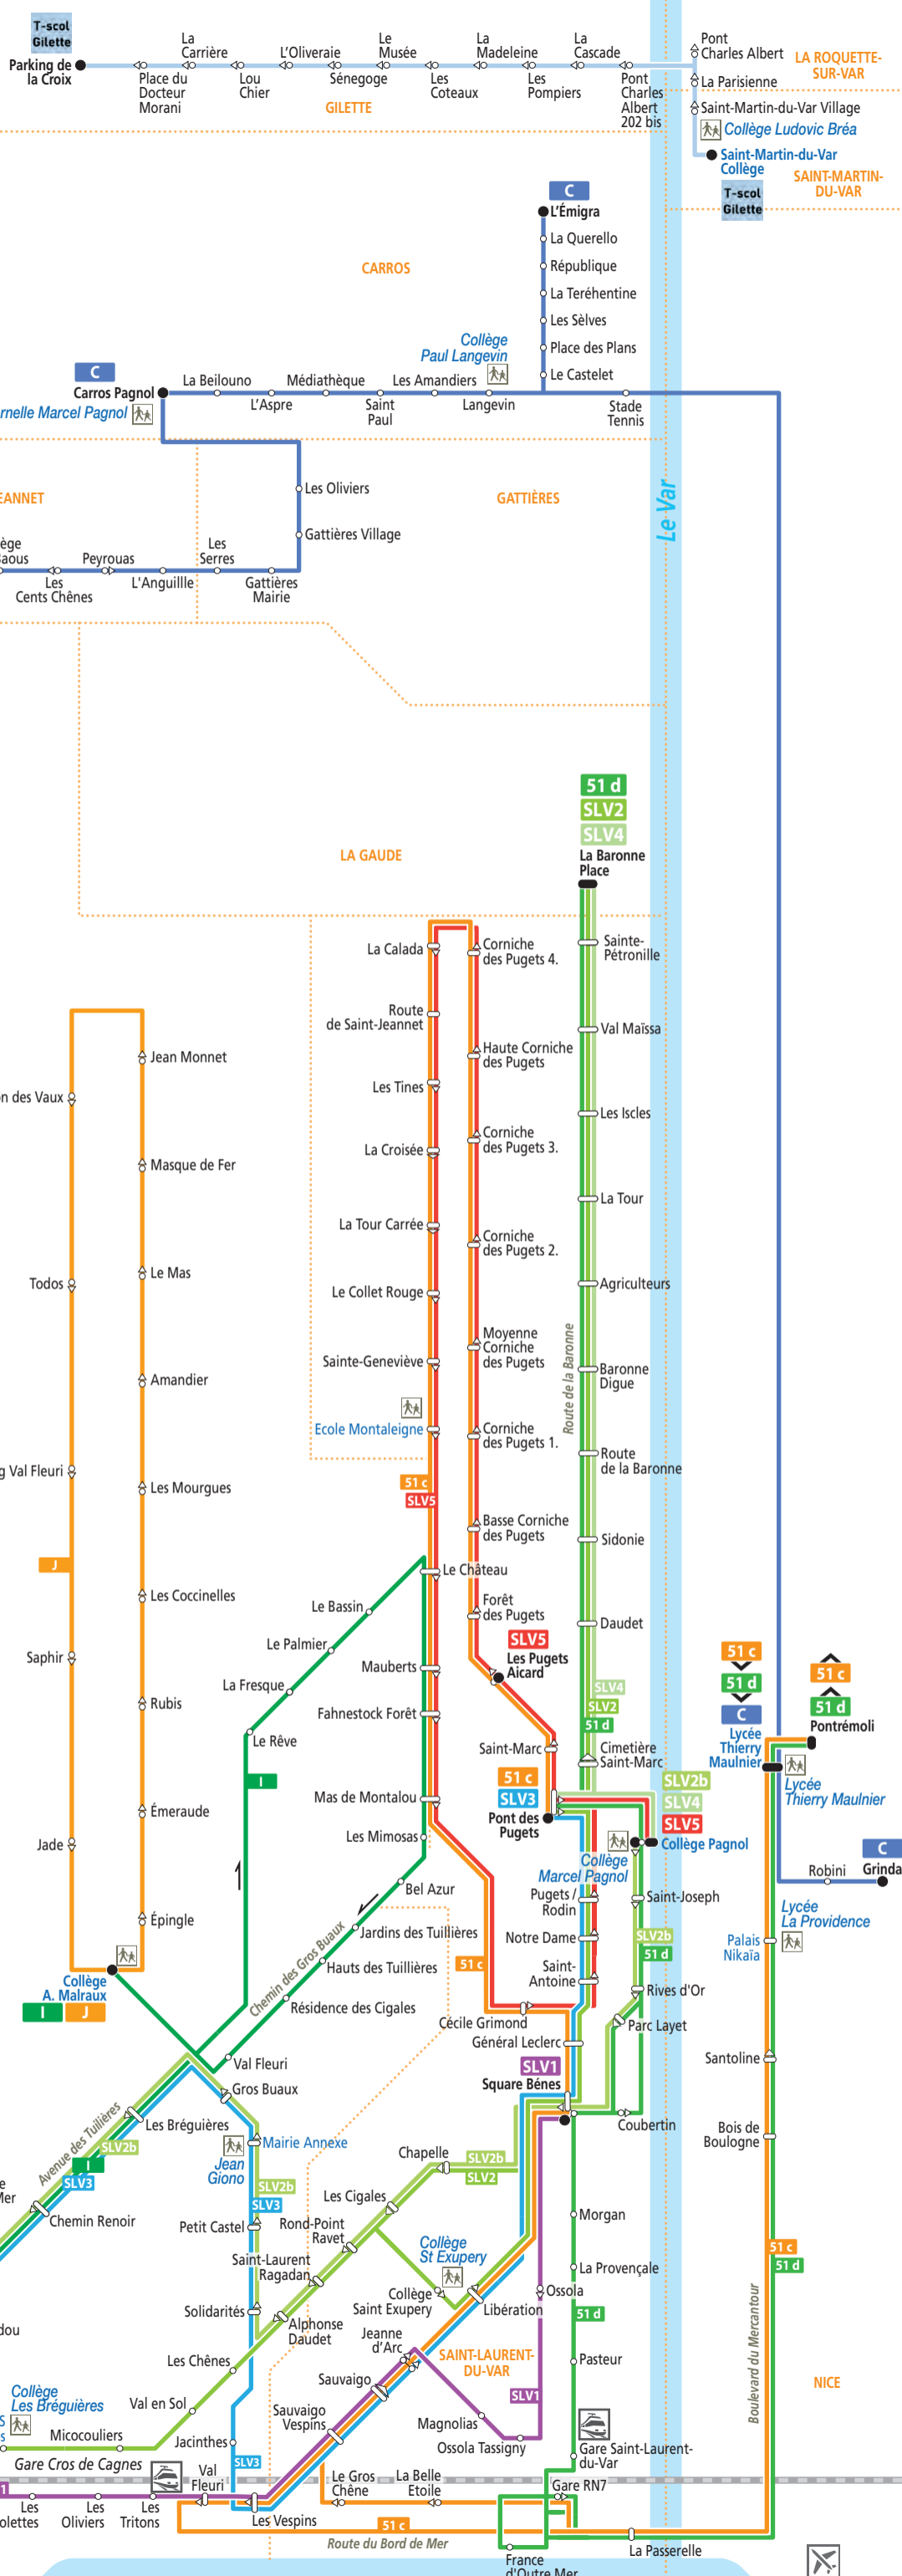 T-scol
Gilette
Parking de
la Croix
La
Carrière
L'Oliveraie
Le
Musée
La
Madeleine
La
Cascade
Place du
Docteur
Morani
Lou
Chier
Sénegoge
Les
Coteaux
Les
Pompiers
Pont
Charles
Albert
202 bis
GILETTE
Pont
Charles Albert
LA ROQUETTE-
SUR-VAR
La Parisienne
Saint-Martin-du-Var Village
Collège Ludovic Bréa
Saint-Martin-du-Var
Collège
T-scol
Gilette
SAINT-MARTIN-
DU-VAR
C
L'Émigra
La Querello
République
La Teréhentine
Les Sèlves
Place des Plans
Le Castelet
CARROS
Collège
Paul Langevin
C
Carros Pagnol
rnelle Marcel Pagnol
La Beilouno
Médiathèque
Les Amandiers
L'Aspre
Saint
Paul
Langevin
Stade
Tennis
EANNET
GATTIÈRES
Le Var
Les Oliviers
Gattières Village
ège
aous
Peyrouas
Les
Serres
Les
Cents Chênes
L'Anguillle
Gattières
Mairie
51 d
SLV2
SLV4
La Baronne
Place
LA GAUDE
La Calada
Corniche
des Pugets 4.
Sainte-
Pétronille
Route
de Saint-Jeannet
Haute Corniche
des Pugets
Val Maïssa
Jean Monnet
on des Vaux
Les Tines
Corniche
des Pugets 3.
Les Iscles
Masque de Fer
La Croisée
La Tour Carrée
Corniche
des Pugets 2.
La Tour
Le Mas
Todos
Le Collet Rouge
Agriculteurs
Moyenne
Corniche
des Pugets
Route de la Baronne
Sainte-Geneviève
Baronne
Digue
Amandier
Ecole Montaleigne
Corniche
des Pugets 1.
Route
de la Baronne
g Val Fleuri
Les Mourgues
51 c
SLV5
Basse Corniche
des Pugets
Sidonie
J
Le Château
Les Coccinelles
Le Bassin
Forêt
des Pugets
Daudet
Le Palmier
SLV5
Les Pugets
Aicard
Saphir
Mauberts
La Fresque
Rubis
Fahnestock Forêt
SLV4
SLV2
51 d
51 c
51 d
C
Lycée
Thierry
Maulnier
51 c
51 d
Pontrémoli
Le Rêve
Saint-Marc
Cimetière
Saint-Marc
Lycée
Thierry Maulnier
I
Mas de Montalou
51 c
SLV3
Pont des
Pugets
SLV2b
SLV4
SLV5
Collège Pagnol
Émeraude
Jade
Les Mimosas
Collège
Marcel Pagnol
C
Robini
Grinda
Bel Azur
Pugets /
Rodin
Saint-Joseph
Lycée
La Providence
Épingle
Jardins des Tuillières
Notre Dame
SLV2b
51 d
Palais
Nikaïa
Chemin des Gros Buaux
Hauts des Tuillières
51 c
Saint-
Antoine
Collège
A. Malraux
I
J
Résidence des Cigales
Rives d'Or
Cécile Grimond
Parc Layet
Général Leclerc
Val Fleuri
SLV1
Square Bénes
Santoline
Gros Buaux
Avenue des Tuilières
Les Bréguières
Coubertin
Bois de
Boulogne
SLV2b
I
SLV3
Mairie Annexe
Jean
Giono
Chapelle
SLV2b
SLV2
e
Mer
SLV2b
SLV3
Les Cigales
Chemin Renoir
Petit Castel
Rond-Point
Ravet
Morgan
Saint-Laurent
Ragadan
Collège
St Exupery
51 c
51 d
La Provençale
Collège
Saint Exupery
Ossola
Solidarités
Libération
51 d
dou
Alphonse
Daudet
Jeanne
d'Arc
SAINT-LAURENT-
DU-VAR
Boulevard du Mercantour
Les Chênes
Pasteur
Sauvaigo
NICE
Collège
Les Bréguières
Val en Sol
SLV1
S
s
Sauvaigo
Vespins
Magnolias
Micocouliers
Jacinthes
Ossola Tassigny
Gare Saint-Laurent-
du-Var
Gare Cros de Cagnes
SLV3
1
Val
Fleuri
Le Gros
Chêne
La Belle
Etoile
Gare RN7
Les
olettes
Les
Oliviers
Les
Tritons
Les Vespins
51 c
Route du Bord de Mer
La Passerelle
France
d'Outre Mer